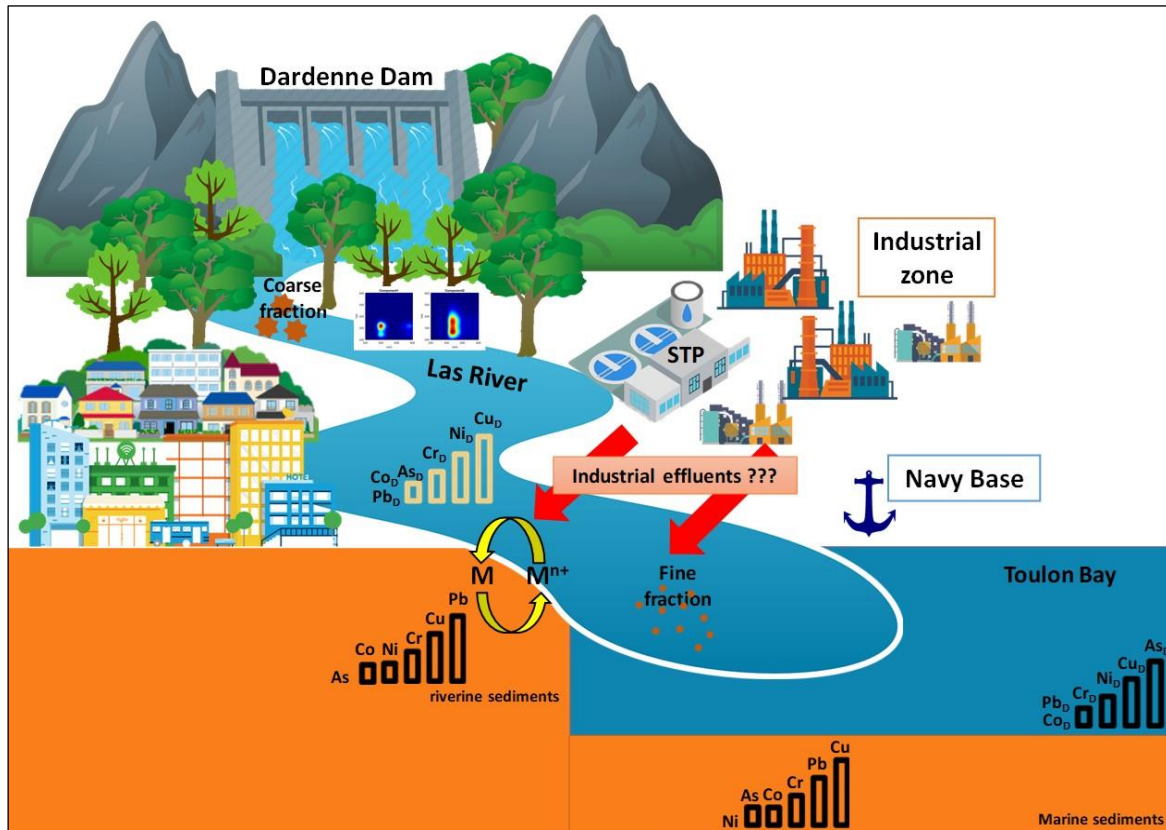 Dardenne Dam
Coarse
fraction
Industrial
zone
STP
Las River
HOTEL
Cu_D
Ni_D
Cr_D
As_D
Co_D
Pb_D
Industrial effluents ???
Navy Base
Toulon Bay
M
M^n+
Fine
fraction
Pb
Cu
Cr
Ni
Co
As
riverine sediments
As_D
Cu_D
Ni_D
Cr_D
Pb_D
Co_D
Cu
Pb
Cr
As Co
Ni
Marine sediments